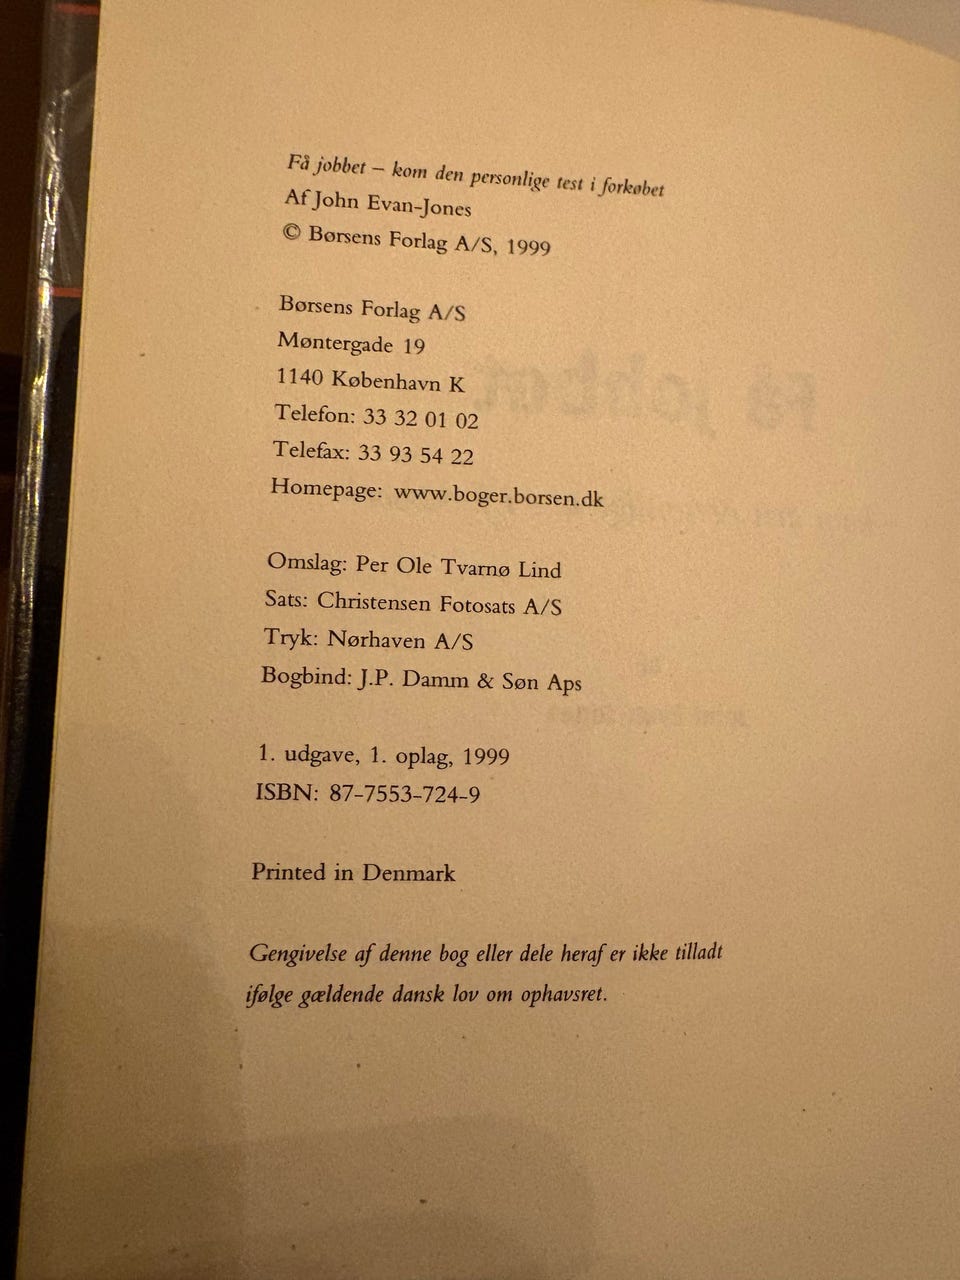 Få jobbet – kom den personlige test i forkøbet
Af John Evan-Jones
© Børsens Forlag A/S, 1999
Børsens Forlag A/S
Møntergade 19
1140 København K
Telefon: 33 32 01 02
Telefax: 33 93 54 22
Homepage: www.boger.borsen.dk
Omslag: Per Ole Tvarnø Lind
Sats: Christensen Fotosats A/S
Tryk: Nørhaven A/S
Bogbind: J.P. Damm & Søn Aps
1. udgave, 1. oplag, 1999
ISBN: 87-7553-724-9
Printed in Denmark
Gengivelse af denne bog eller dele heraf er ikke tilladt
ifølge gældende dansk lov om ophavsret.